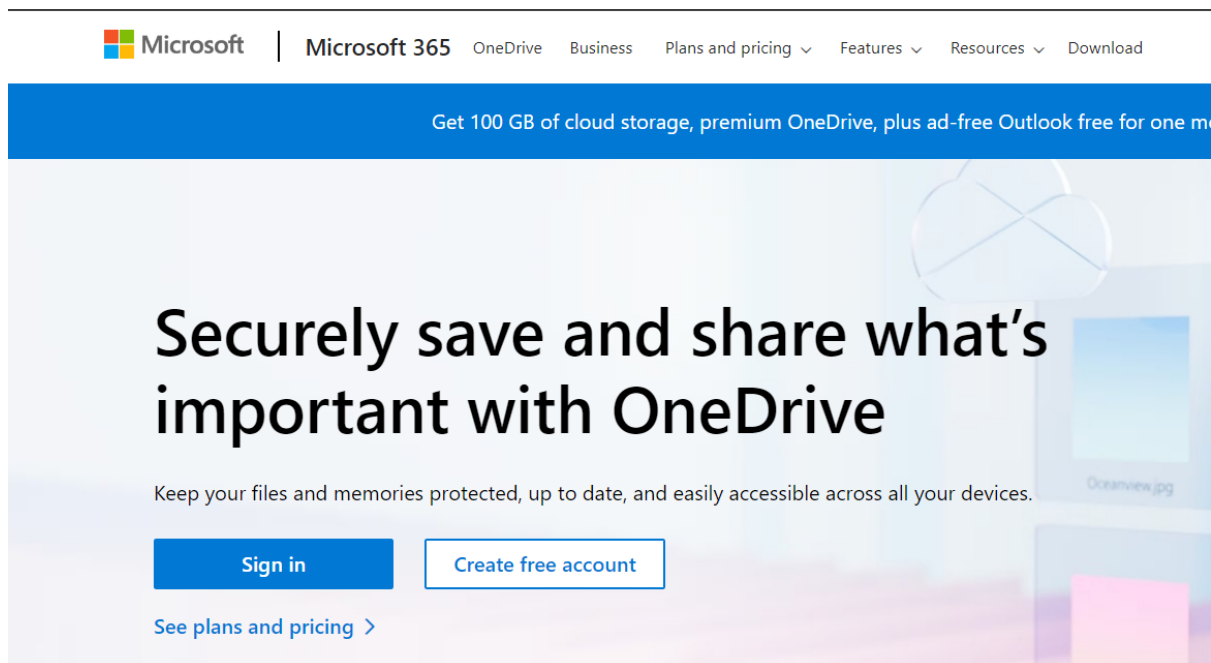 Microsoft | Microsoft 365 OneDrive Business Plans and pricing Features Resources Download
Get 100 GB of cloud storage, premium OneDrive, plus ad-free Outlook free for one
Securely save and share what's
important with OneDrive
Keep your files and memories protected, up to date, and easily accessible across all your devices.
Oceanview.jpg
Sign in Create free account
See plans and pricing